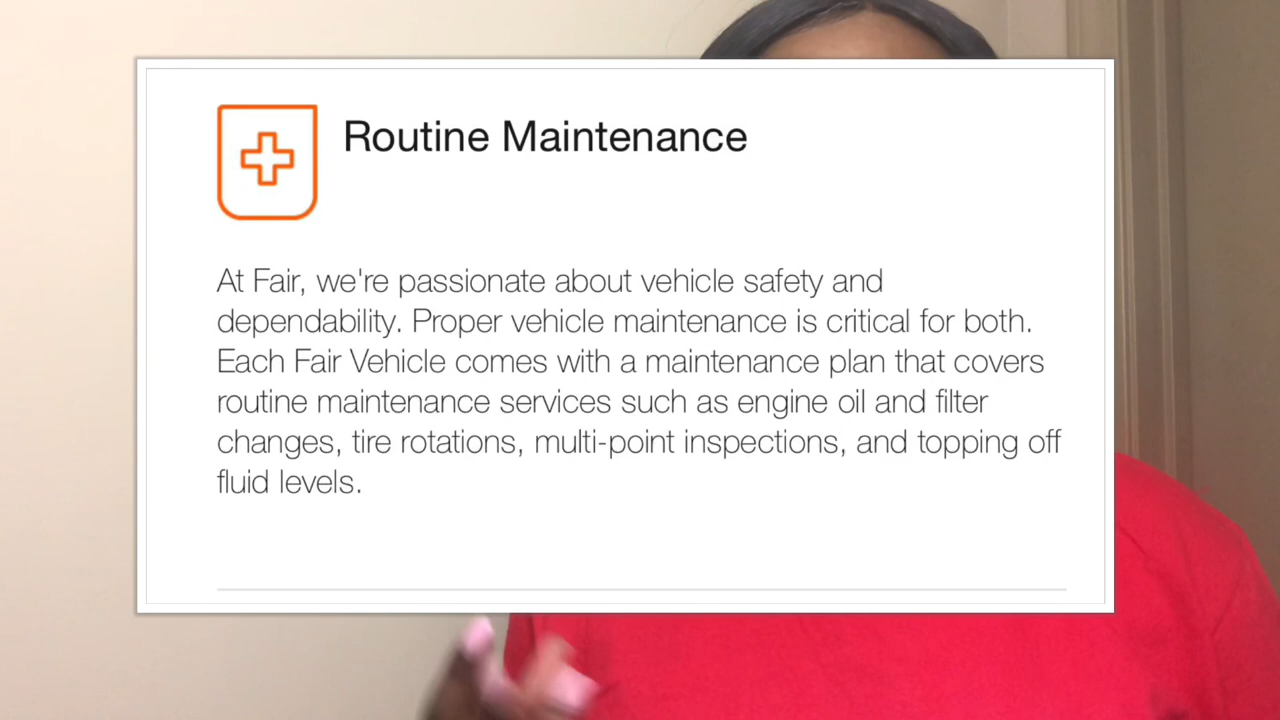 Routine Maintenance
At Fair, we're passionate about vehicle safety and
dependability. Proper vehicle maintenance is critical for both.
Each Fair Vehicle comes with a maintenance plan that covers
routine maintenance services such as engine oil and filter
changes, tire rotations, multi-point inspections, and topping off
fluid levels.